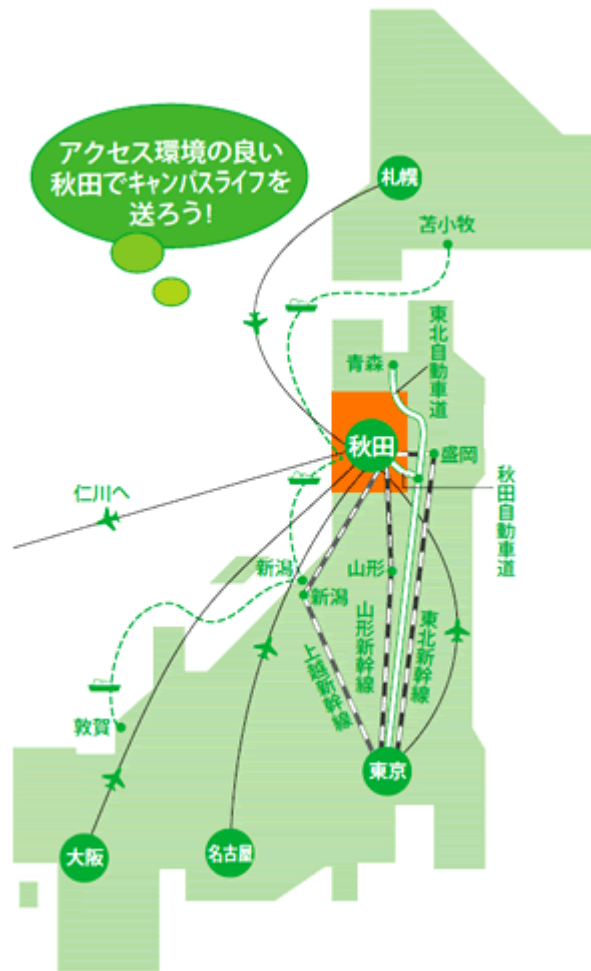 アクセス環境の良い
秋田でキャンパスライフを
送ろう!
札幌
苫小牧
東北自動車道
青森
秋田
盛岡
秋田自動車道
仁川へ
新潟
新潟
山形
山形新幹線
東北新幹線
上越新幹線
敦賀
東京
大阪
名古屋